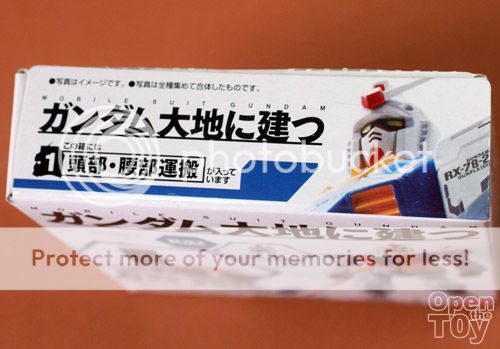 ●写真はイメージです。●写真は全種集めて合体したものです。
MOBILE SUIT GUNDAM
ガンダム大地に建つ
1 この箱には 頭部・腰部運搬 が入っています
RX-78-2
photobucket
ガンダム大地に建つ
MOBILE SUIT GUNDAM
Protect more of your memories for less!
Open the TOy